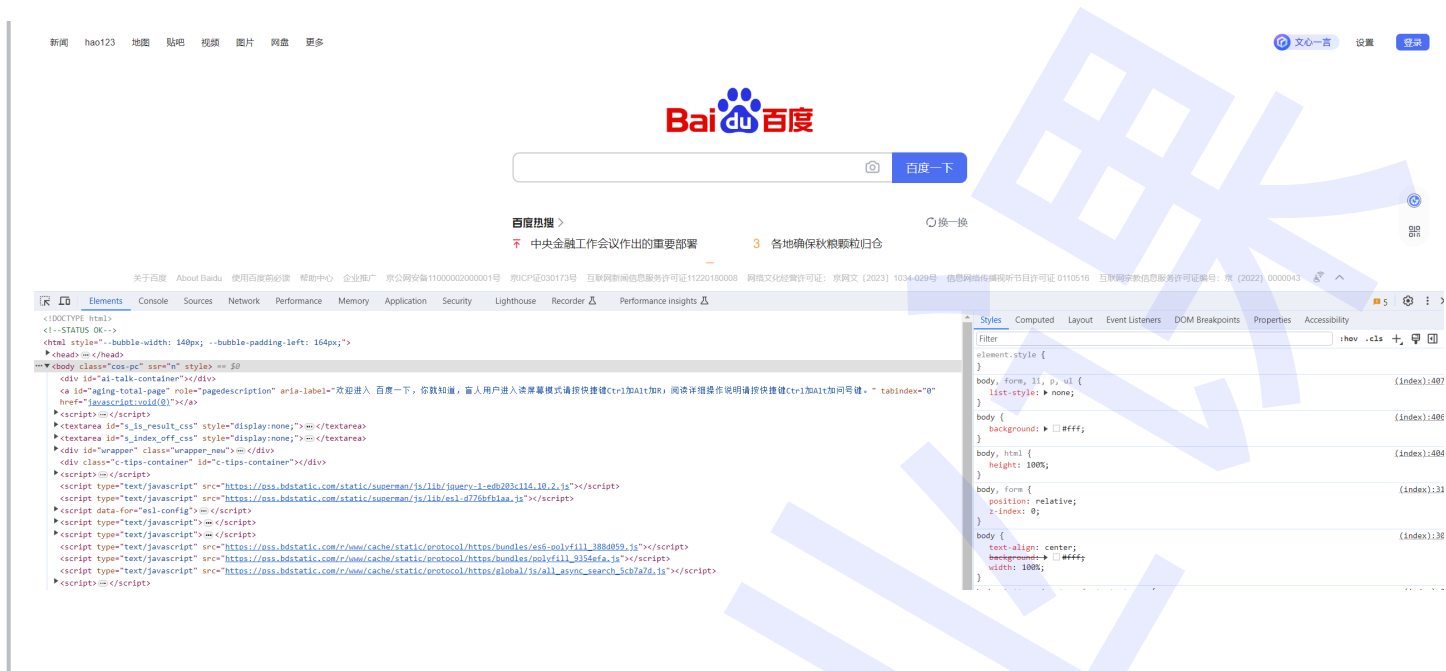 新闻 hao123 地图 贴吧 视频 图片 网盘 更多 文心一言 设置 登录
Bai du 百度
百度一下
百度热搜 > 换一换
中央金融工作会议作出的重要部署 3 各地确保秋粮颗粒归仓
关于百度 About Baidu 使用百度前必读 帮助中心 企业推广 京公网安备11000002000001号 京ICP证030173号 互联网新闻信息服务许可证11220180008 网络文化经营许可证：京网文〔2023〕1034-029号 信息网络传播视听节目许可证 0110516 互联网宗教信息服务许可证编号：京（2022）0000043
Elements Console Sources Network Performance Memory Application Security Lighthouse Recorder Performance insights 5
<!DOCTYPE html>
<!--STATUS OK-->
<html style="--bubble-width: 140px; --bubble-padding-left: 164px;">
<head> … </head>
<body class="cos-pc" ssr="n" style> == $0
<div id="ai-talk-container"></div>
<a id="aging-total-page" role="pagedescription" aria-label="欢迎进入 百度一下，你就知道，盲人用户进入读屏幕模式请按快捷键Ctrl加Alt加R；阅读详细操作说明请按快捷键Ctrl加Alt加问号键。" tabindex="0"
href="javascript:void(0)"></a>
<script> … </script>
<textarea id="s_is_result_css" style="display:none;"> … </textarea>
<textarea id="s_index_off_css" style="display:none;"> … </textarea>
<div id="wrapper" class="wrapper_new"> … </div>
<div class="c-tips-container" id="c-tips-container"></div>
<script> … </script>
<script type="text/javascript" src="https://pss.bdstatic.com/static/superman/js/lib/jquery-1-edb203c114.10.2.js"></script>
<script type="text/javascript" src="https://pss.bdstatic.com/static/superman/js/lib/esl-d776bfb1aa.js"></script>
<script data-for="esl-config"> … </script>
<script type="text/javascript"> … </script>
<script type="text/javascript"> … </script>
<script type="text/javascript" src="https://pss.bdstatic.com/r/www/cache/static/protocol/https/bundles/es6-polyfill_388d059.js"></script>
<script type="text/javascript" src="https://pss.bdstatic.com/r/www/cache/static/protocol/https/bundles/polyfill_9354efa.js"></script>
<script type="text/javascript" src="https://pss.bdstatic.com/r/www/cache/static/protocol/https/global/js/all_async_search_5cb7a7d.js"></script>
<script> … </script>
Styles Computed Layout Event Listeners DOM Breakpoints Properties Accessibility
Filter :hov .cls
element.style {
}
body, form, li, p, ul { (index):407
list-style: none;
}
body { (index):406
background: #fff;
}
body, html { (index):404
height: 100%;
}
body, form { (index):31
position: relative;
z-index: 0;
}
body { (index):30
text-align: center;
background: #fff;
width: 100%;
}